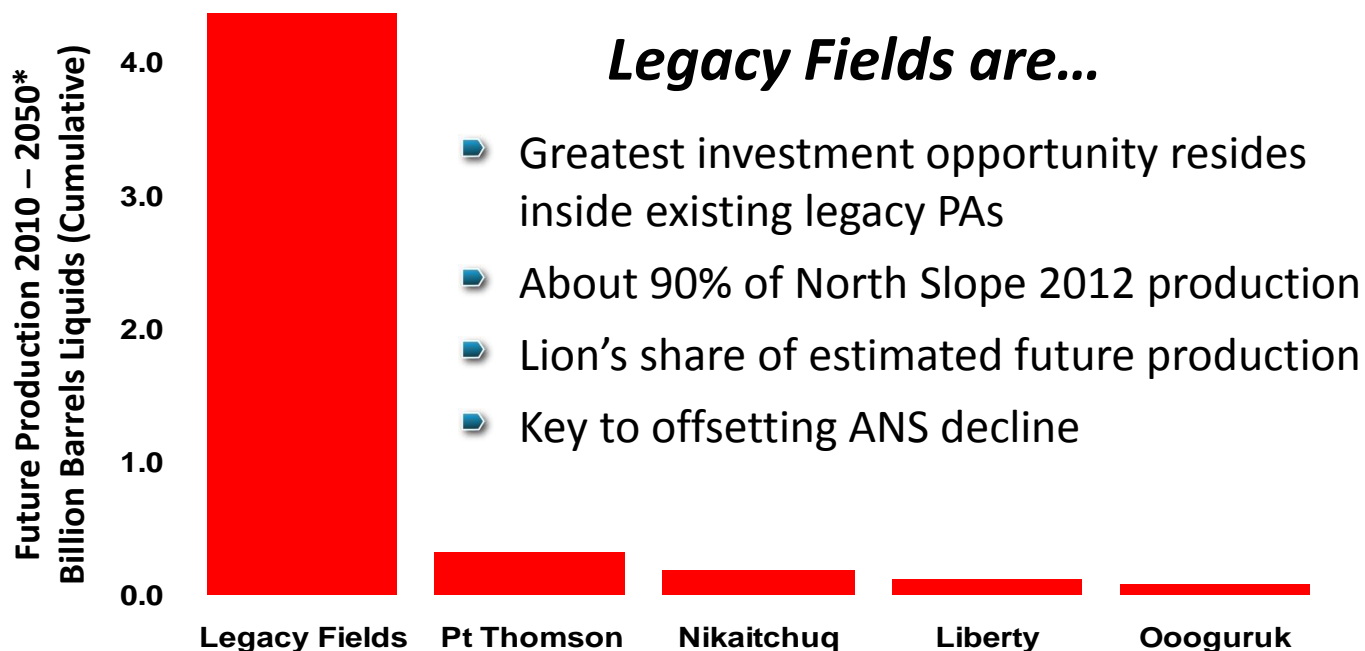 Future Production 2010 – 2050*
Billion Barrels Liquids (Cumulative)
4.0
3.0
2.0
1.0
0.0
Legacy Fields are…
Greatest investment opportunity resides
inside existing legacy PAs
About 90% of North Slope 2012 production
Lion’s share of estimated future production
Key to offsetting ANS decline
Legacy Fields
Pt Thomson
Nikaitchuq
Liberty
Oooguruk